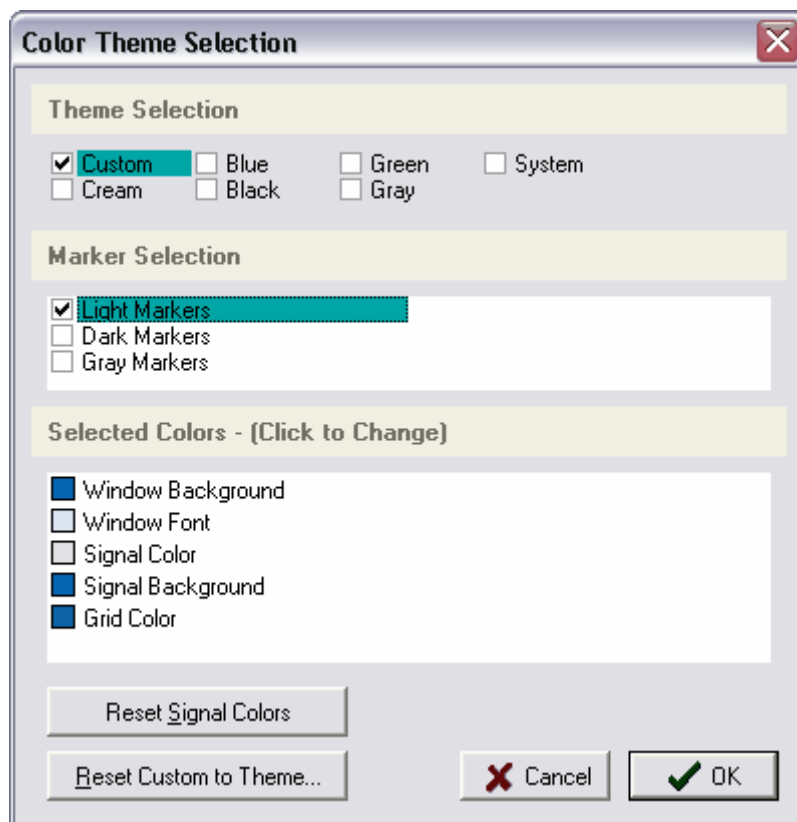 Color Theme Selection
Theme Selection
Custom Blue Green System
Cream Black Gray
Marker Selection
Light Markers
Dark Markers
Gray Markers
Selected Colors - (Click to Change)
Window Background
Window Font
Signal Color
Signal Background
Grid Color
Reset Signal Colors
Reset Custom to Theme... Cancel OK